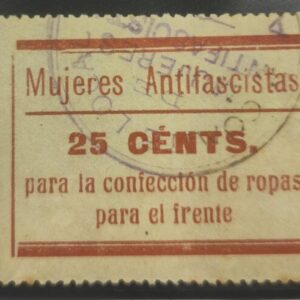 Mujeres Antifascistas
25 CÉNTS.
para la confección de ropas
para el frente